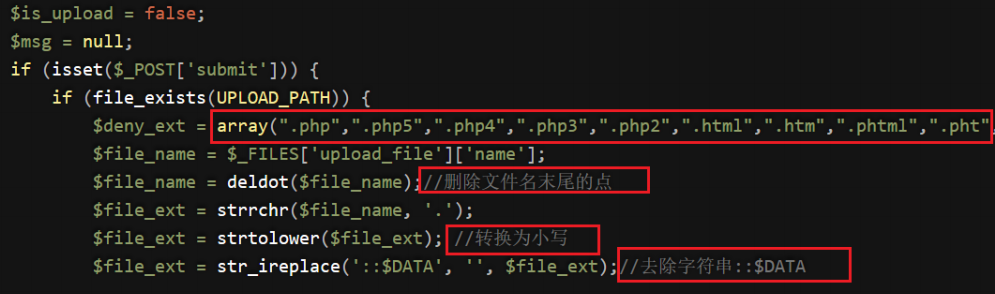 $is_upload = false;
$msg = null;
if (isset($_POST['submit'])) {
if (file_exists(UPLOAD_PATH)) {
$deny_ext = array(".php",".php5",".php4",".php3",".php2",".html",".htm",".phtml",".pht",
$file_name = $_FILES['upload_file']['name'];
$file_name = deldot($file_name);//删除文件名末尾的点
$file_ext = strrchr($file_name, '.');
$file_ext = strtolower($file_ext); //转换为小写
$file_ext = str_ireplace('::$DATA', '', $file_ext);//去除字符串::$DATA